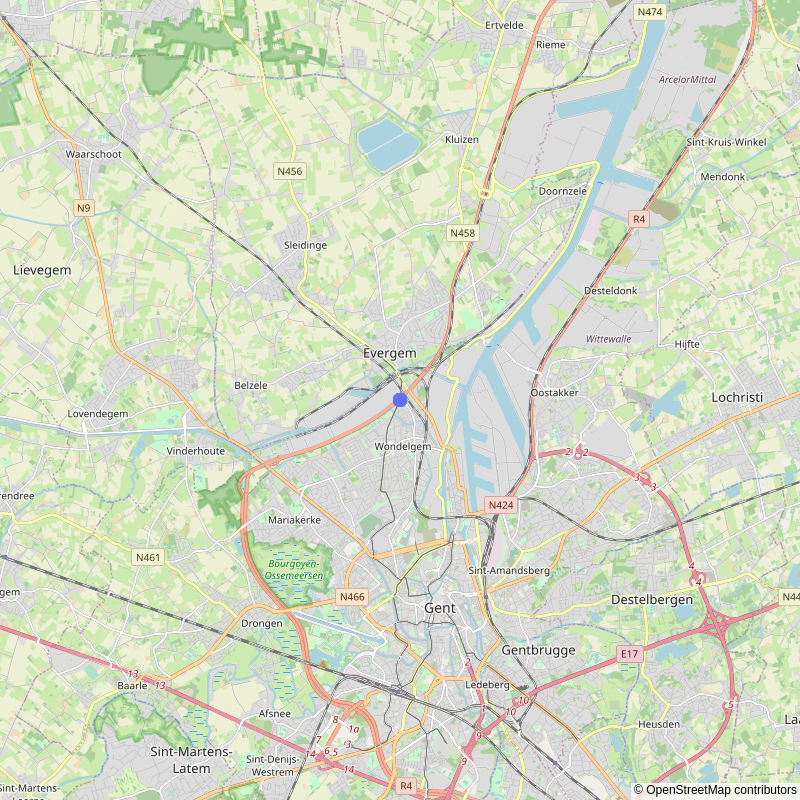 N474
Ertvelde
Rieme
ArcelorMittal
Kluizen
Sint-Kruis-Winkel
Waarschoot
N456
Mendonk
Doornzele
N9
R4
N458
Sleidinge
Lievegem
Desteldonk
Wittewalle
Hijfte
Evergem
Belzele
Oostakker
Lochristi
Lovendegem
Wondelgem
Vinderhoute
2
2
3
3
N424
Mariakerke
4
4
N461
Bourgoyen-
Ossemeersen
Sint-Amandsberg
N466
Gent
Destelbergen
N44
Drongen
Gentbrugge
E17
2
13
13
Baarle
Ledeberg
10
10
5
1
Afsnee
8
Heusden
1a
7
3
9
9
Sint-Martens-
Latem
6
5
14
14
Sint-Denijs-
Westrem
R4
Sint-Martens-
© OpenStreetMap contributors